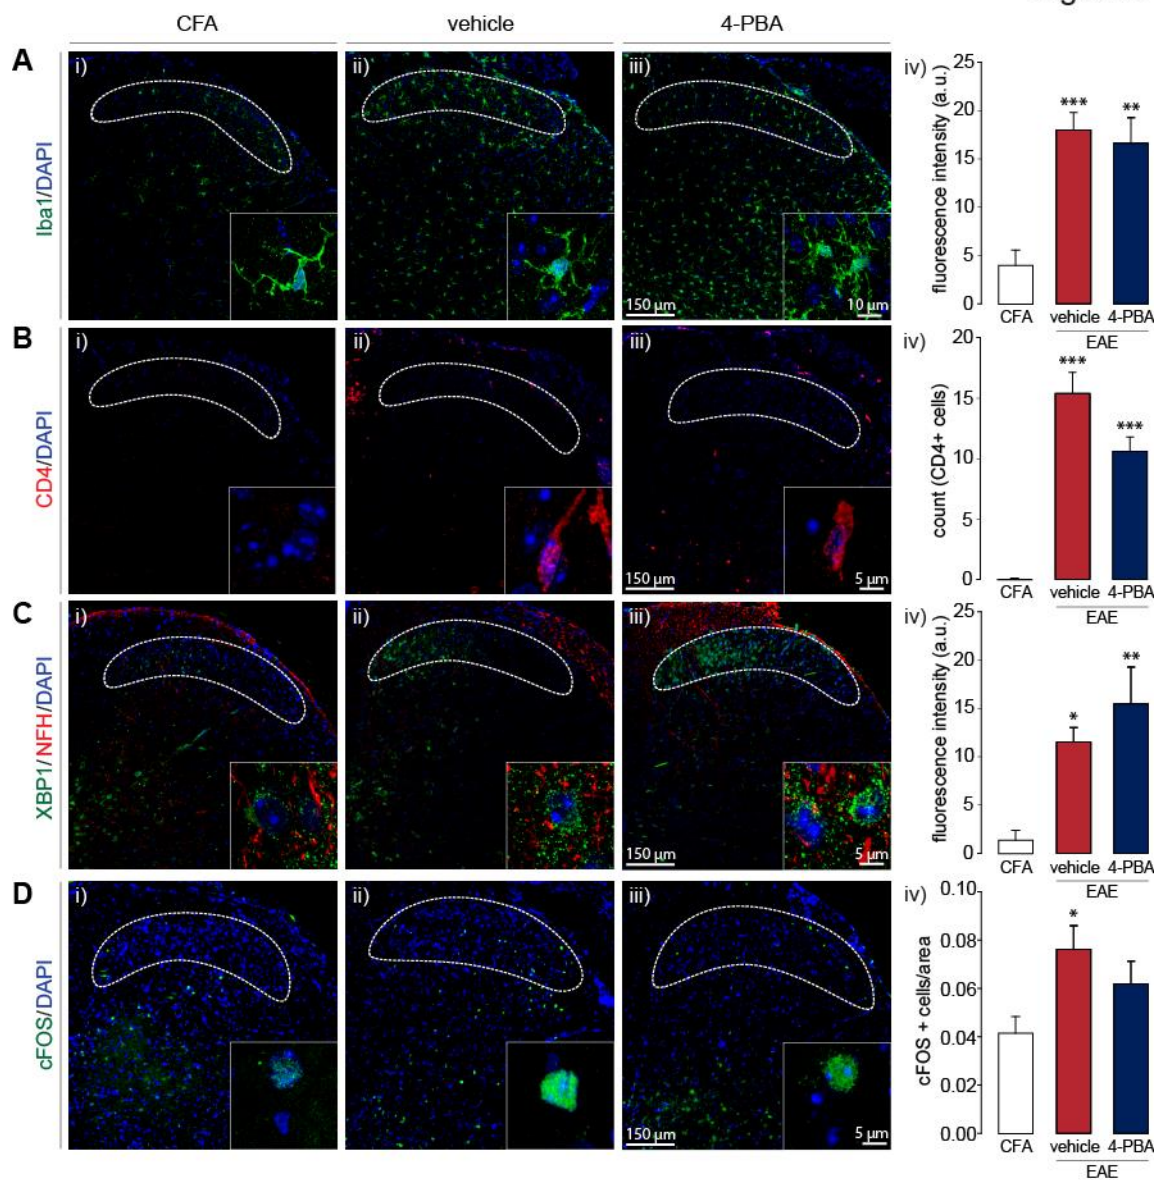 CFA vehicle 4-PBA
A Iba1/DAPI i) ii) iii) iv)
150 µm 10 µm
fluorescence intensity (a.u.)
25
20
15
10
5
0
*** **
CFA vehicle 4-PBA
EAE
B CD4/DAPI i) ii) iii) iv)
150 µm 5 µm
count (CD4+ cells)
20
15
10
5
0
*** ***
CFA vehicle 4-PBA
EAE
C XBP1/NFH/DAPI i) ii) iii) iv)
150 µm 5 µm
fluorescence intensity (a.u.)
25
20
15
10
5
0
* **
CFA vehicle 4-PBA
EAE
D cFOS/DAPI i) ii) iii) iv)
150 µm 5 µm
cFOS + cells/area
0.10
0.08
0.06
0.04
0.02
0.00
*
CFA vehicle 4-PBA
EAE